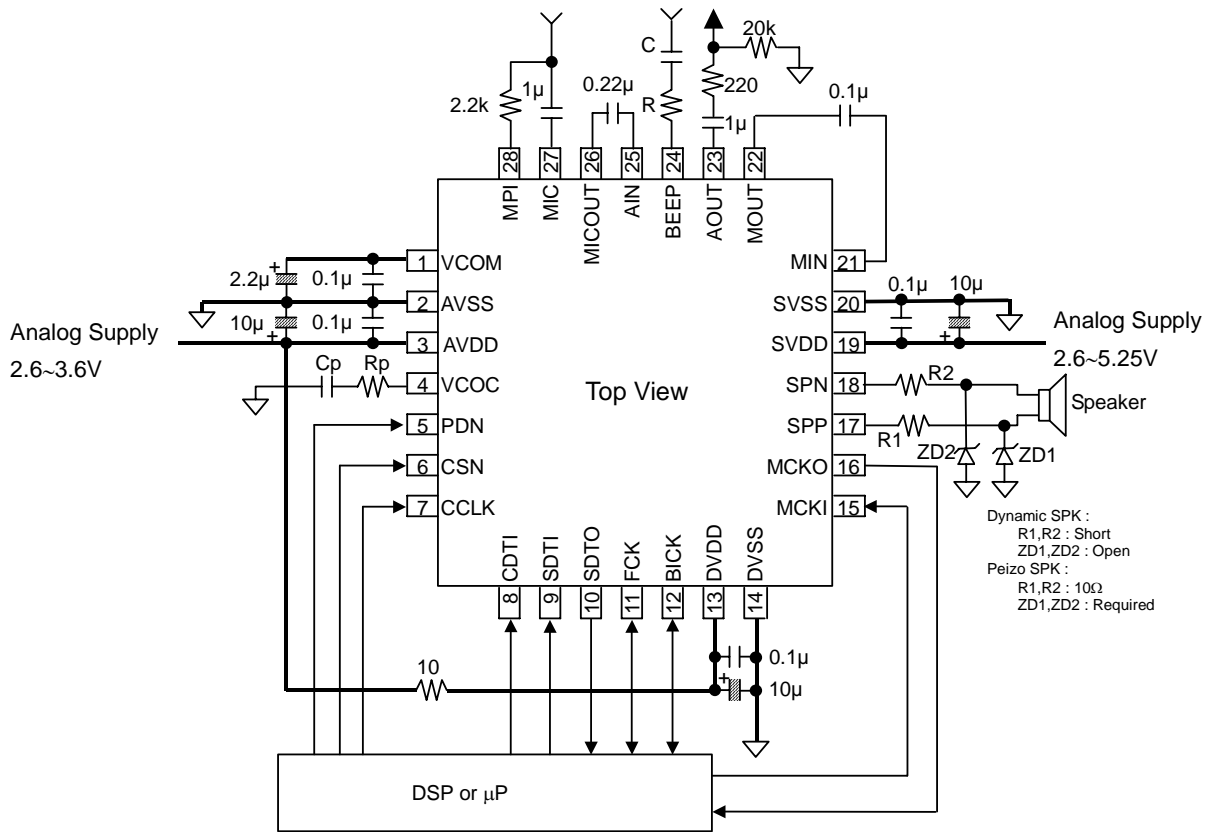 20k
C
1µ
0.22µ
220
0.1µ
2.2k
R
1µ
28
27
26
25
24
23
22
MPI
MIC
MICOUT
AIN
BEEP
AOUT
MOUT
1 VCOM
2 AVSS
3 AVDD
4 VCOC
5 PDN
6 CSN
7 CCLK
MIN 21
SVSS 20
SVDD 19
SPN 18
SPP 17
MCKO 16
MCKI 15
Top View
+
2.2µ
0.1µ
10µ
0.1µ
+
Analog Supply
2.6~3.6V
Cp
Rp
0.1µ
10µ
+
Analog Supply
2.6~5.25V
R2
Speaker
R1
ZD2
ZD1
Dynamic SPK :
R1,R2 : Short
ZD1,ZD2 : Open
Peizo SPK :
R1,R2 : 10Ω
ZD1,ZD2 : Required
CDTI
SDTI
SDTO
FCK
BICK
DVDD
DVSS
8
9
10
11
12
13
14
10
0.1µ
+
10µ
DSP or µP